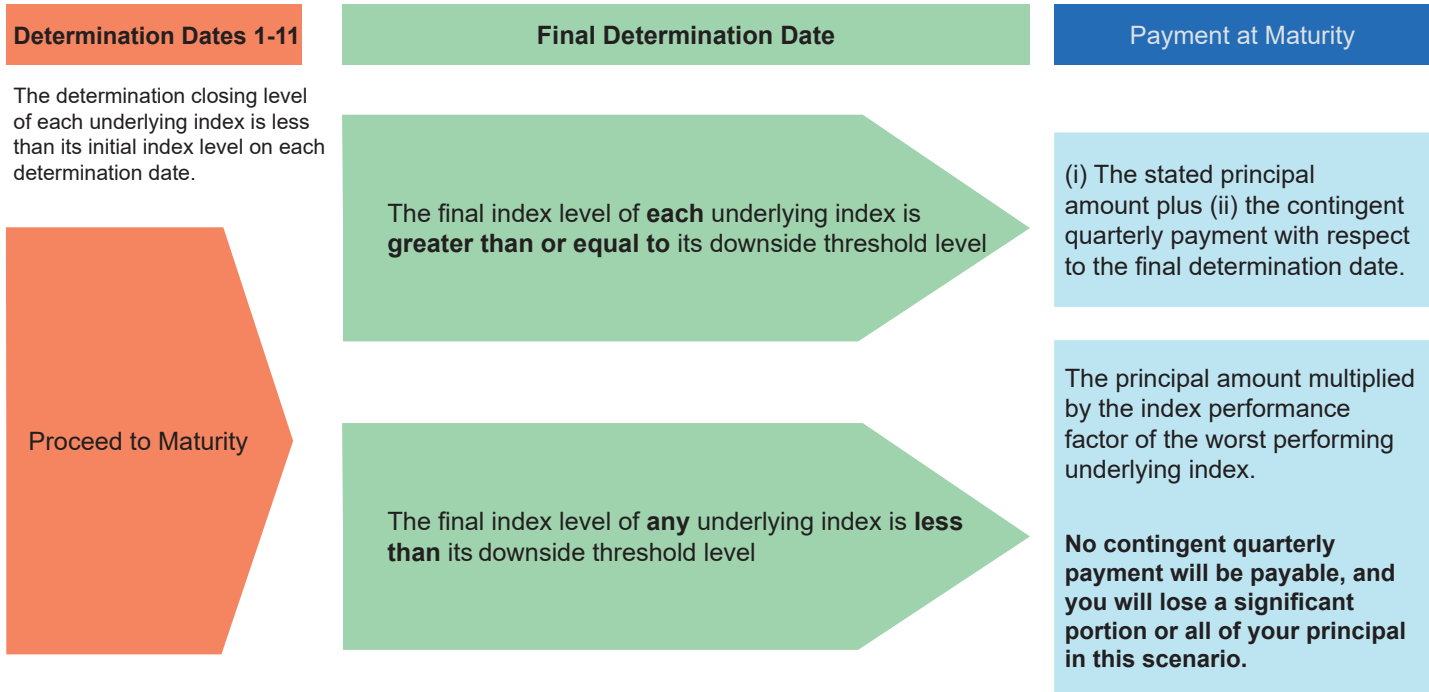 Determination Dates 1-11
The determination closing level
of each underlying index is less
than its initial index level on each
determination date.
Proceed to Maturity
Final Determination Date
The final index level of each underlying index is
greater than or equal to its downside threshold level
The final index level of any underlying index is less
than its downside threshold level
Payment at Maturity
(i) The stated principal
amount plus (ii) the contingent
quarterly payment with respect
to the final determination date.
The principal amount multiplied
by the index performance
factor of the worst performing
underlying index.
No contingent quarterly
payment will be payable, and
you will lose a significant
portion or all of your principal
in this scenario.